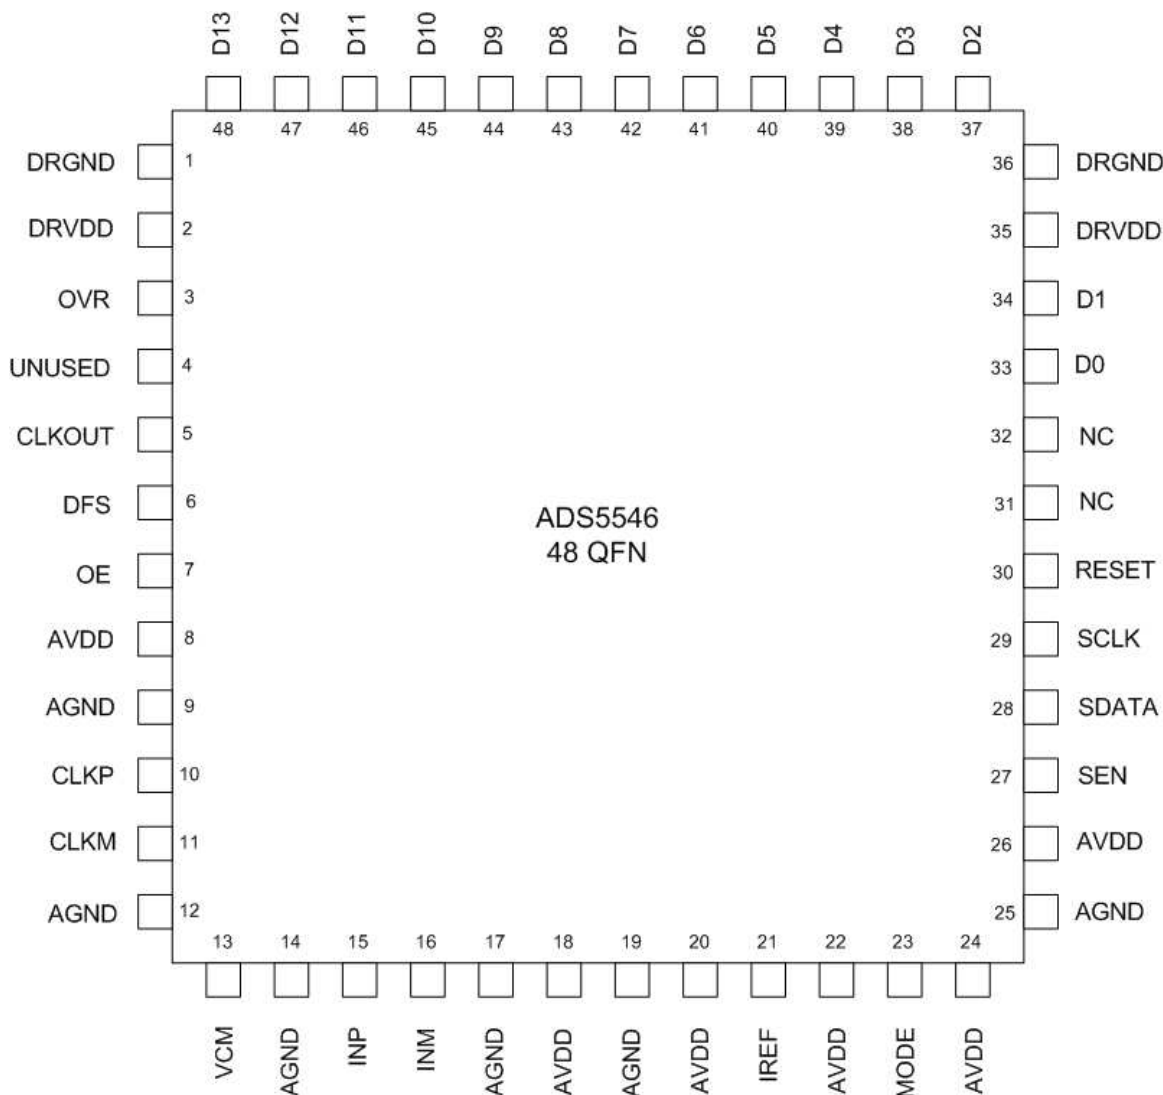 D13 D12 D11 D10 D9 D8 D7 D6 D5 D4 D3 D2
48 47 46 45 44 43 42 41 40 39 38 37
DRGND 1 36 DRGND
DRVDD 2 35 DRVDD
OVR 3 34 D1
UNUSED 4 33 D0
CLKOUT 5 32 NC
DFS 6 31 NC
ADS5546
48 QFN
OE 7 30 RESET
AVDD 8 29 SCLK
AGND 9 28 SDATA
CLKP 10 27 SEN
CLKM 11 26 AVDD
AGND 12 25 AGND
13 14 15 16 17 18 19 20 21 22 23 24
VCM AGND INP INM AGND AVDD AGND AVDD IREF AVDD MODE AVDD